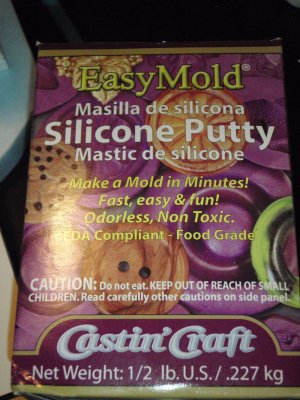 EasyMold®
Masilla de silicona
Silicone Putty
Mastic de silicone
Make a Mold in Minutes!
Fast, easy & fun!
Odorless, Non Toxic.
FDA Compliant - Food Grade
CAUTION: Do not eat. KEEP OUT OF REACH OF SMALL
CHILDREN. Read carefully other cautions on side panel.
Castin'Craft
Net Weight: 1/2 lb. U.S. / .227 kg